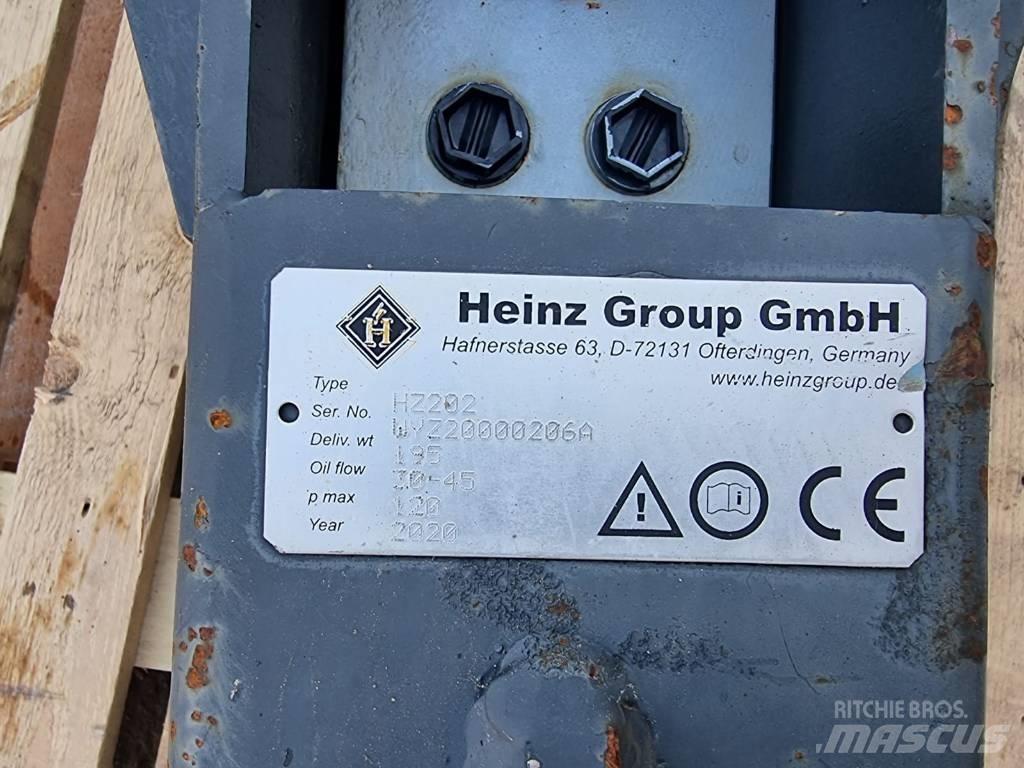 Heinz Group GmbH
Hafnerstasse 63, D-72131 Ofterdingen, Germany
www.heinzgroup.de
H
Type HZ202
Ser. No. WYZ20000206A
Deliv. wt 195
Oil flow 30-45
p max 120
Year 2020
! i CE
RITCHIE BROS.
MASCUS